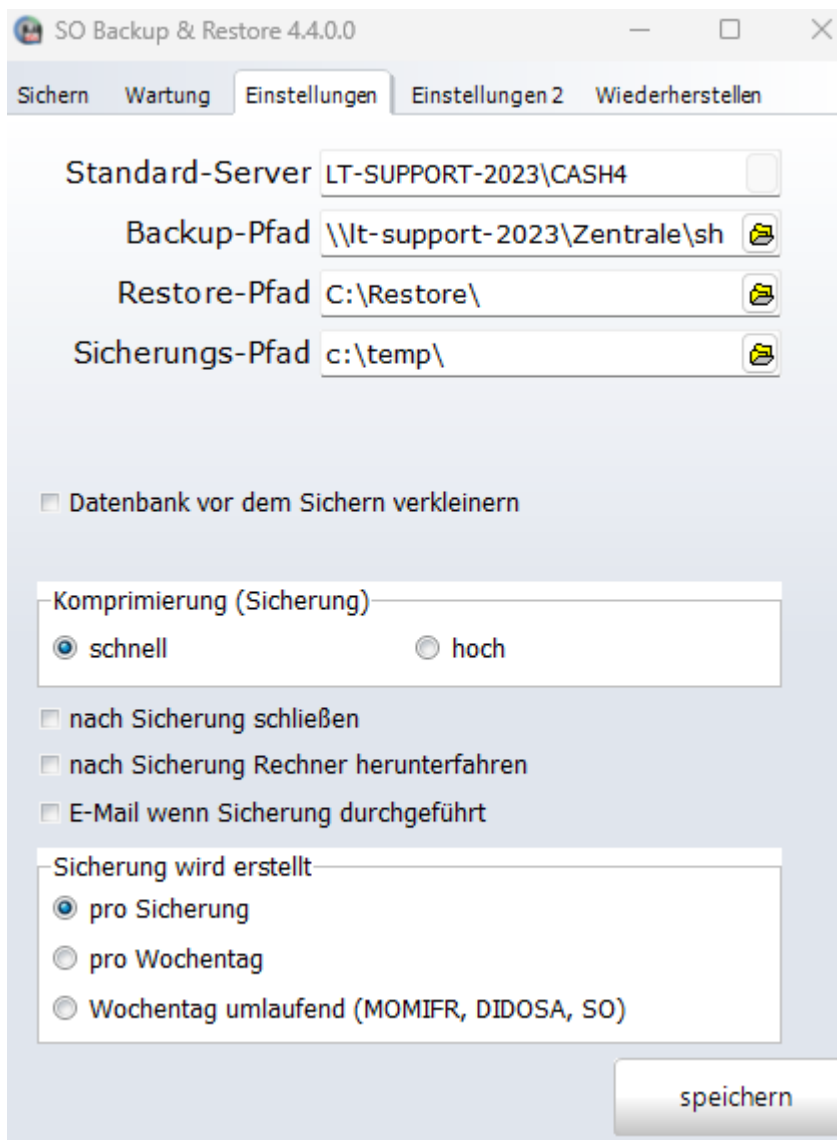 SO Backup & Restore 4.4.0.0
Sichern Wartung Einstellungen Einstellungen 2 Wiederherstellen
Standard-Server LT-SUPPORT-2023\CASH4
Backup-Pfad \\lt-support-2023\Zentrale\sh
Restore-Pfad C:\Restore\
Sicherungs-Pfad c:\temp\
Datenbank vor dem Sichern verkleinern
Komprimierung (Sicherung)
schnell hoch
nach Sicherung schließen
nach Sicherung Rechner herunterfahren
E-Mail wenn Sicherung durchgeführt
Sicherung wird erstellt
pro Sicherung
pro Wochentag
Wochentag umlaufend (MOMIFR, DIDOSA, SO)
speichern